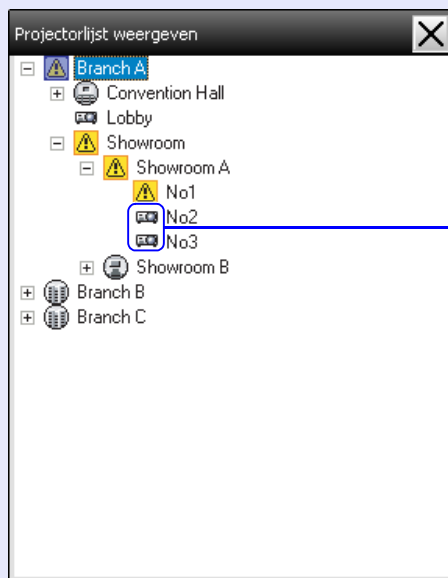 Projectorlijst weergeven
Branch A
Convention Hall
Lobby
Showroom
Showroom A
No1
No2
No3
Showroom B
Branch B
Branch C